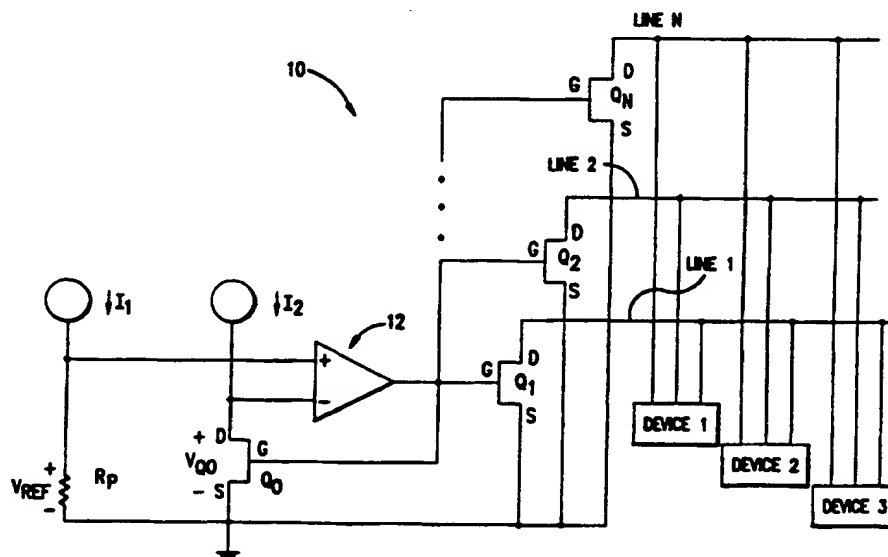 LINE N
10
D
G
QN
S
LINE 2
D
G
Q2
S
LINE 1
I1
I2
12
+
-
D
G
Q1
S
DEVICE 1
DEVICE 2
DEVICE 3
+ D
G
VQ0
Q0
- S
+
VREF
-
Rp